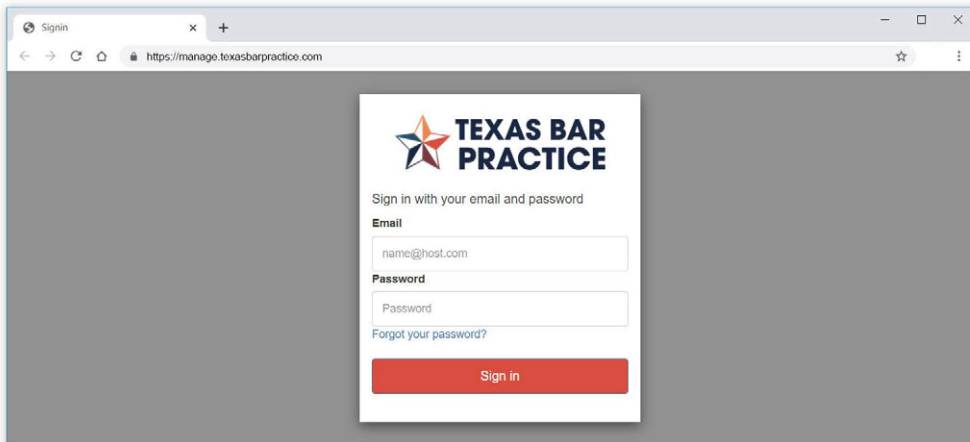 Signin
https://manage.texasbarpractice.com
TEXAS BAR
PRACTICE
Sign in with your email and password
Email
name@host.com
Password
Password
Forgot your password?
Sign in